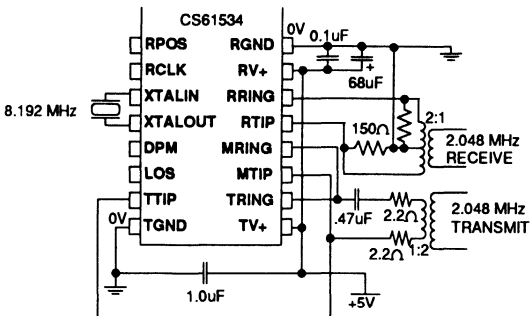 CS61534
RPOS RGND 0V 0.1uF
RCLK RV+ + 68uF
XTALIN RRING
8.192 MHz
XTALOUT RTIP 150Ω 2:1
DPM MRING 2.048 MHz
RECEIVE
LOS MTIP
TTIP TRING .47uF 2.2Ω 2.048 MHz
TRANSMIT
0V TGND TV+ 2.2Ω 1:2
1.0uF
+5V